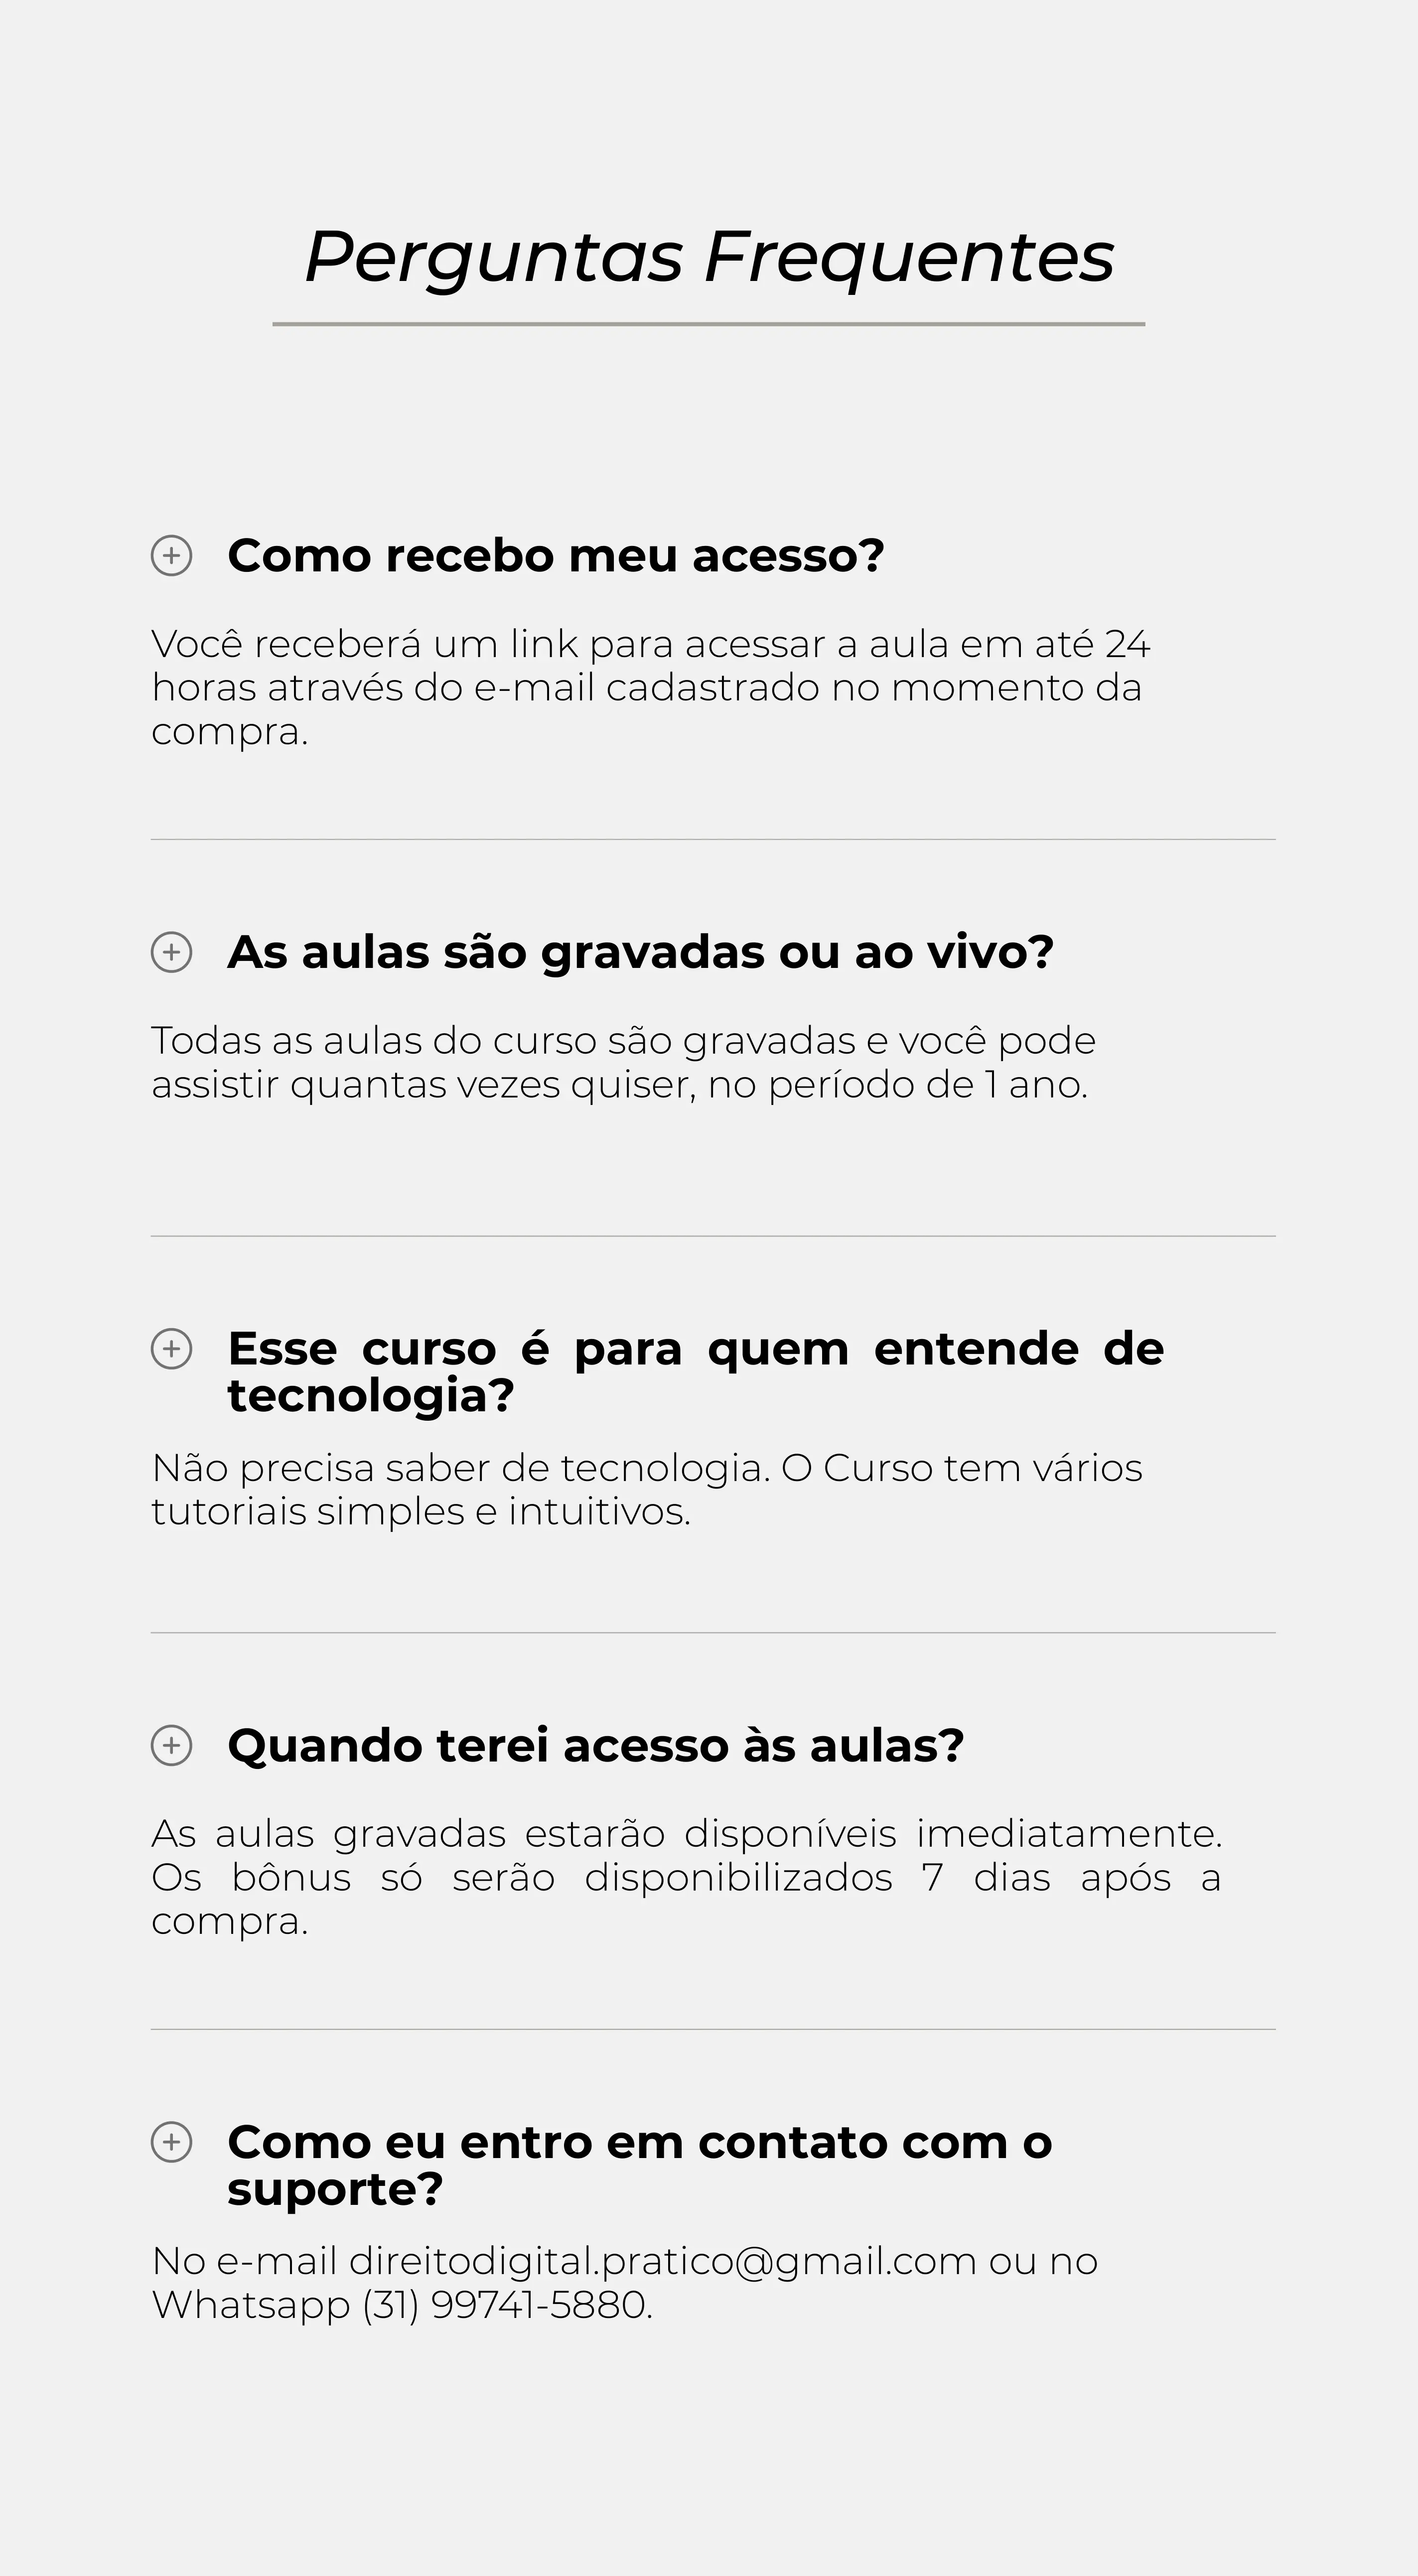 Perguntas Frequentes
Como recebo meu acesso?
Você receberá um link para acessar a aula em até 24
horas através do e-mail cadastrado no momento da
compra.
As aulas são gravadas ou ao vivo?
Todas as aulas do curso são gravadas e você pode
assistir quantas vezes quiser, no período de 1 ano.
Esse curso é para quem entende de
tecnologia?
Não precisa saber de tecnologia. O Curso tem vários
tutoriais simples e intuitivos.
Quando terei acesso às aulas?
As aulas gravadas estarão disponíveis imediatamente.
Os bônus só serão disponibilizados 7 dias após a
compra.
Como eu entro em contato com o
suporte?
No e-mail direitodigital.pratico@gmail.com ou no
Whatsapp (31) 99741-5880.